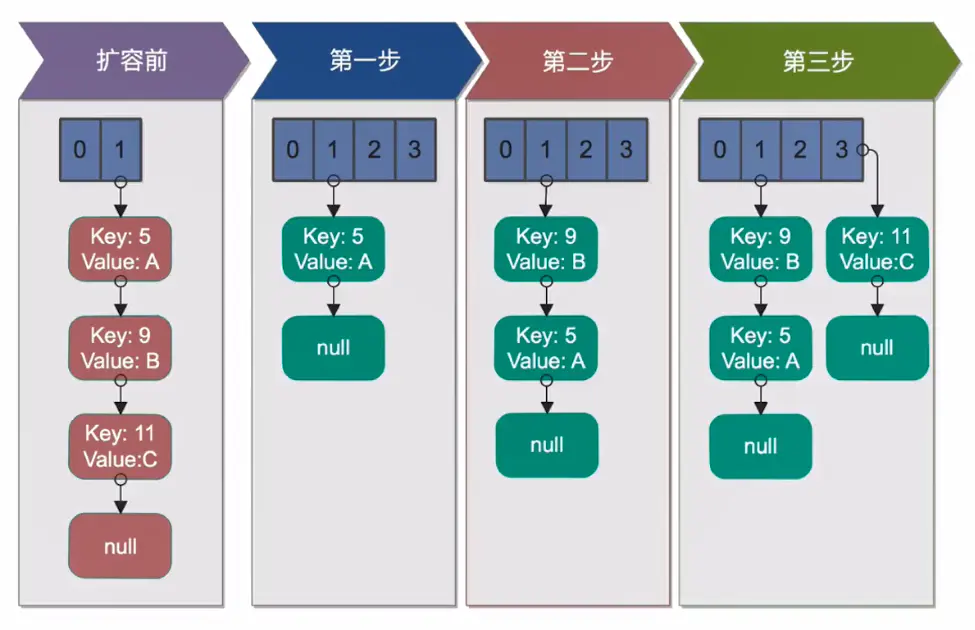 扩容前
0 1
Key: 5
Value: A
Key: 9
Value: B
Key: 11
Value:C
null
第一步
0 1 2 3
Key: 5
Value: A
null
第二步
0 1 2 3
Key: 9
Value: B
Key: 5
Value: A
null
第三步
0 1 2 3
Key: 9
Value: B
Key: 5
Value: A
null
Key: 11
Value:C
null